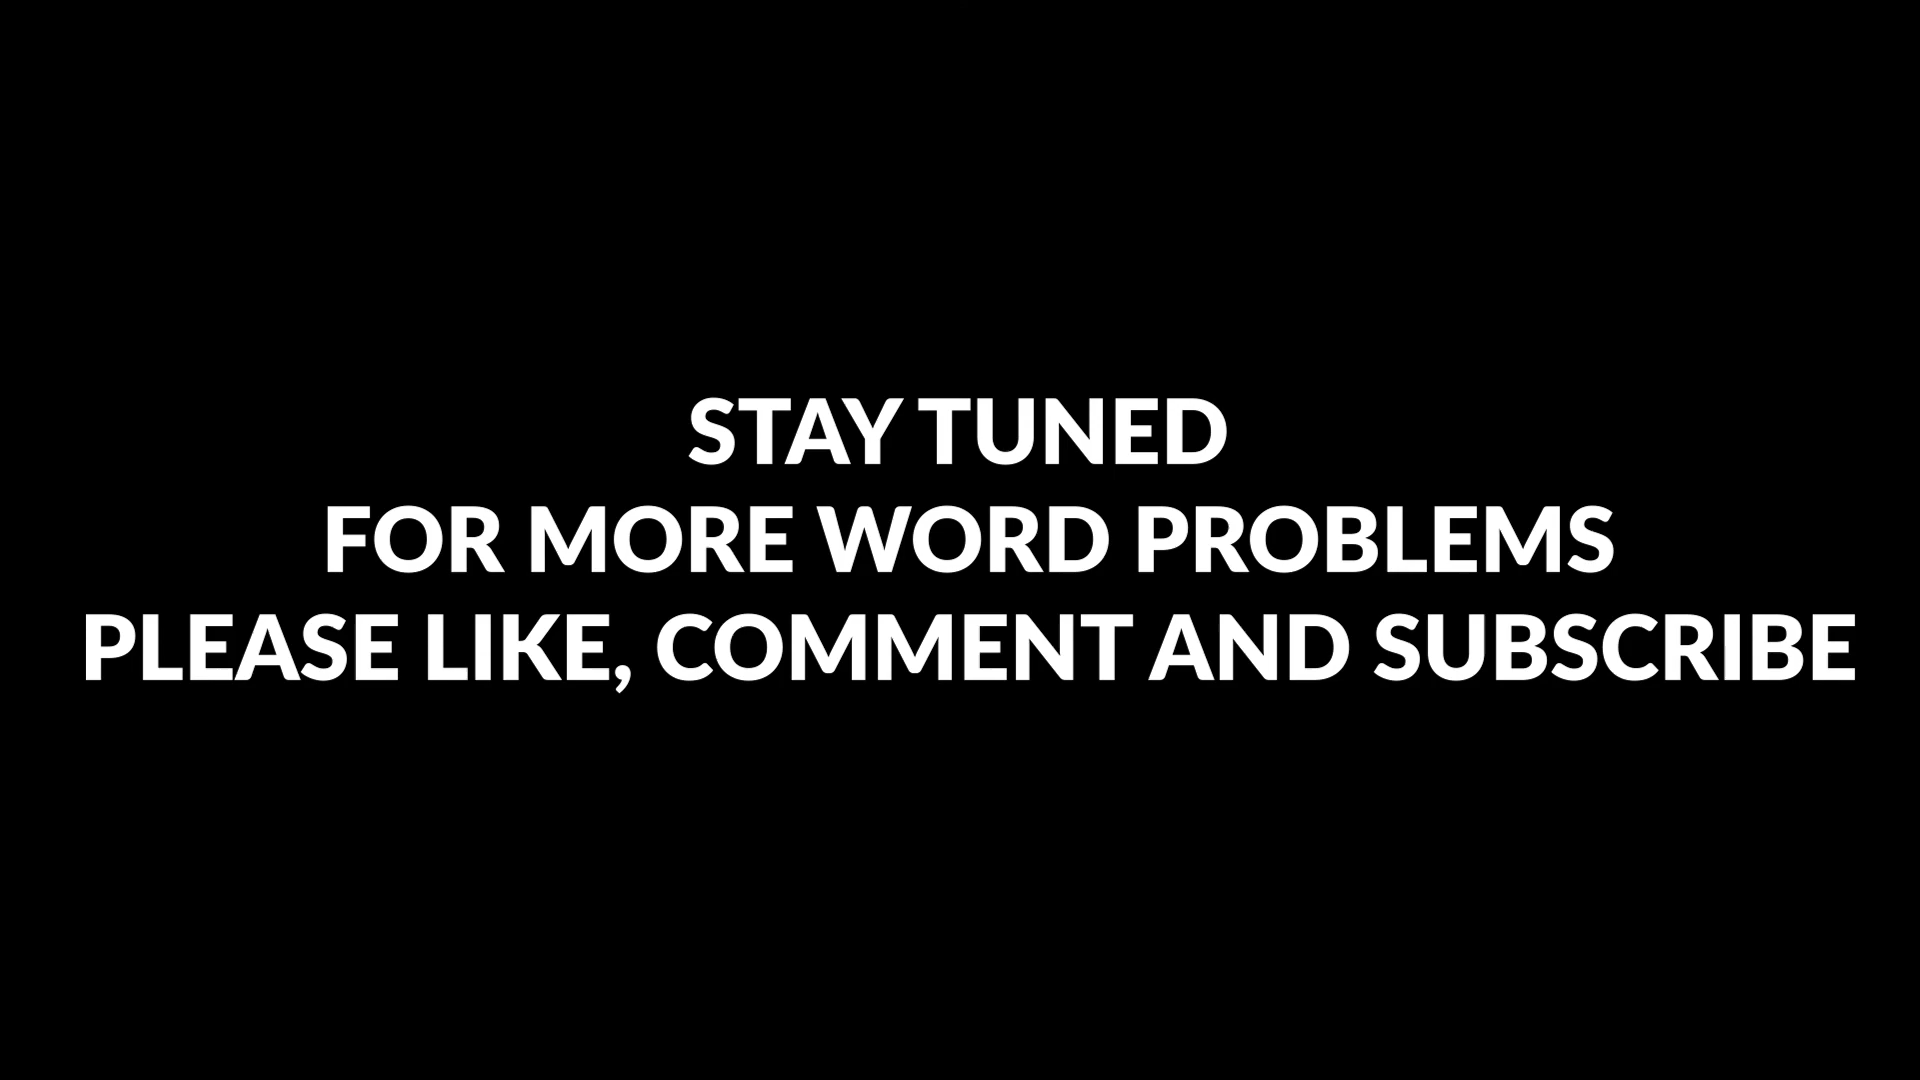 STAY TUNED
FOR MORE WORD PROBLEMS
PLEASE LIKE, COMMENT AND SUBSCRIBE